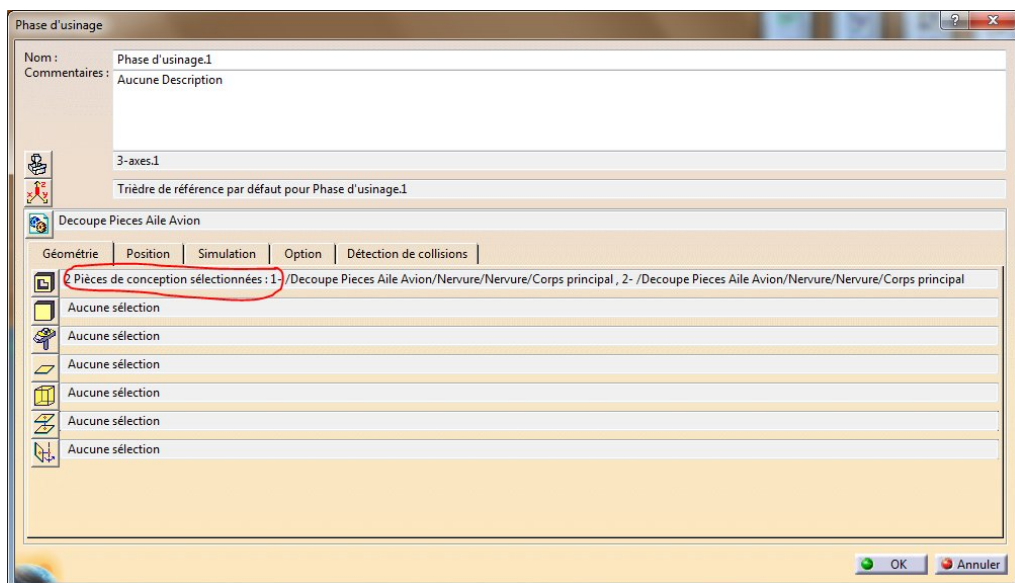 Phase d'usinage
Nom :
Phase d'usinage.1
Commentaires :
Aucune Description
3-axes.1
Trièdre de référence par défaut pour Phase d'usinage.1
Decoupe Pieces Aile Avion
Géométrie Position Simulation Option Détection de collisions
2 Pièces de conception sélectionnées : 1- /Decoupe Pieces Aile Avion/Nervure/Nervure/Corps principal , 2- /Decoupe Pieces Aile Avion/Nervure/Nervure/Corps principal
Aucune sélection
Aucune sélection
Aucune sélection
Aucune sélection
Aucune sélection
Aucune sélection
OK Annuler